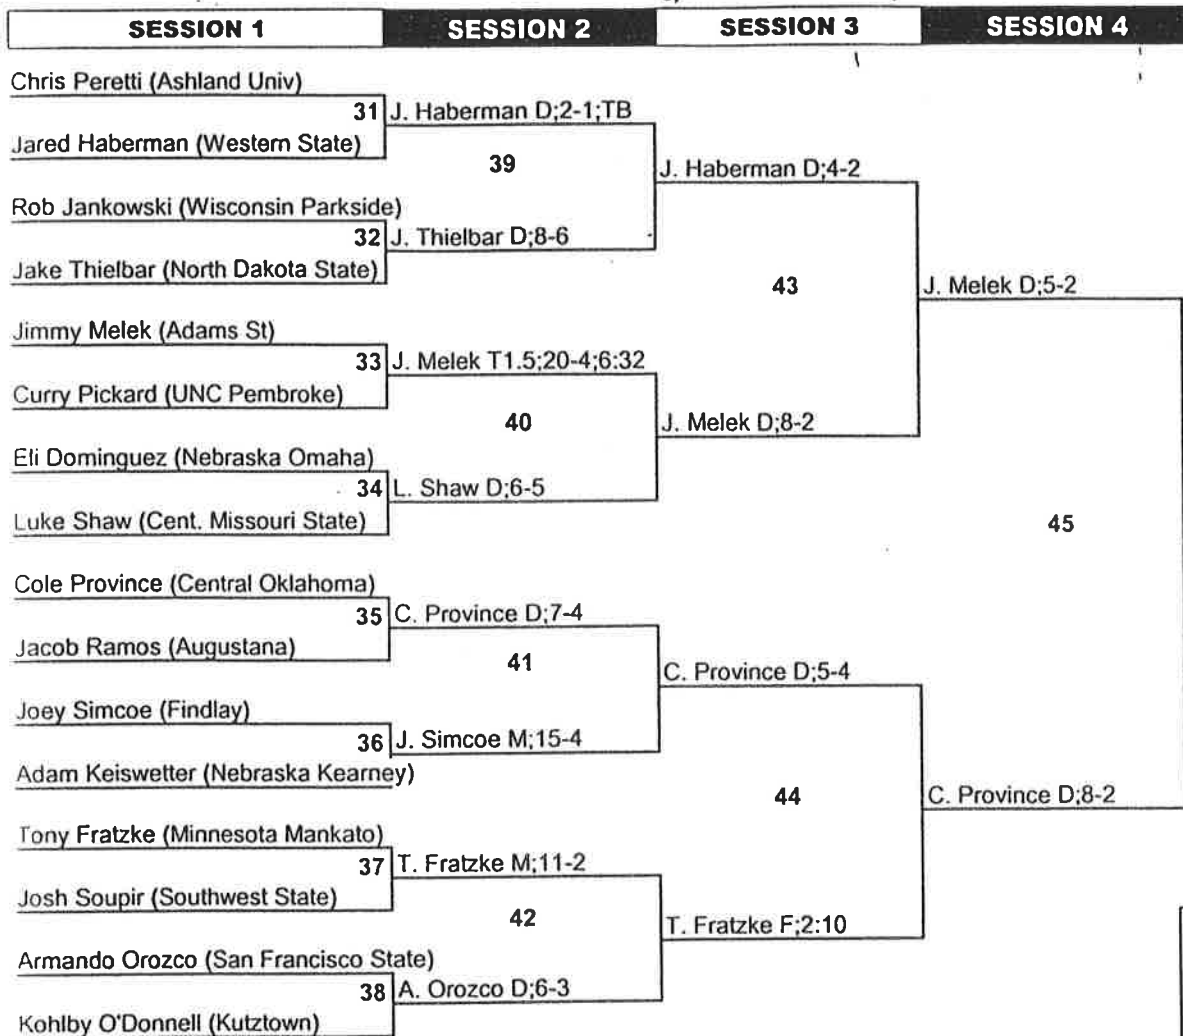 SESSION 1 SESSION 2 SESSION 3 SESSION 4
Chris Peretti (Ashland Univ)
31 J. Haberman D;2-1;TB
Jared Haberman (Western State)
39
J. Haberman D;4-2
Rob Jankowski (Wisconsin Parkside)
32 J. Thielbar D;8-6
Jake Thielbar (North Dakota State)
43
J. Melek D;5-2
Jimmy Melek (Adams St)
33 J. Melek T1.5;20-4;6:32
Curry Pickard (UNC Pembroke)
40
J. Melek D;8-2
Eli Dominguez (Nebraska Omaha)
34 L. Shaw D;6-5
Luke Shaw (Cent. Missouri State)
45
Cole Province (Central Oklahoma)
35 C. Province D;7-4
Jacob Ramos (Augustana)
41
C. Province D;5-4
Joey Simcoe (Findlay)
36 J. Simcoe M;15-4
Adam Keiswetter (Nebraska Kearney)
44
C. Province D;8-2
Tony Fratzke (Minnesota Mankato)
37 T. Fratzke M;11-2
Josh Soupir (Southwest State)
42
T. Fratzke F;2:10
Armando Orozco (San Francisco State)
38 A. Orozco D;6-3
Kohlby O'Donnell (Kutztown)